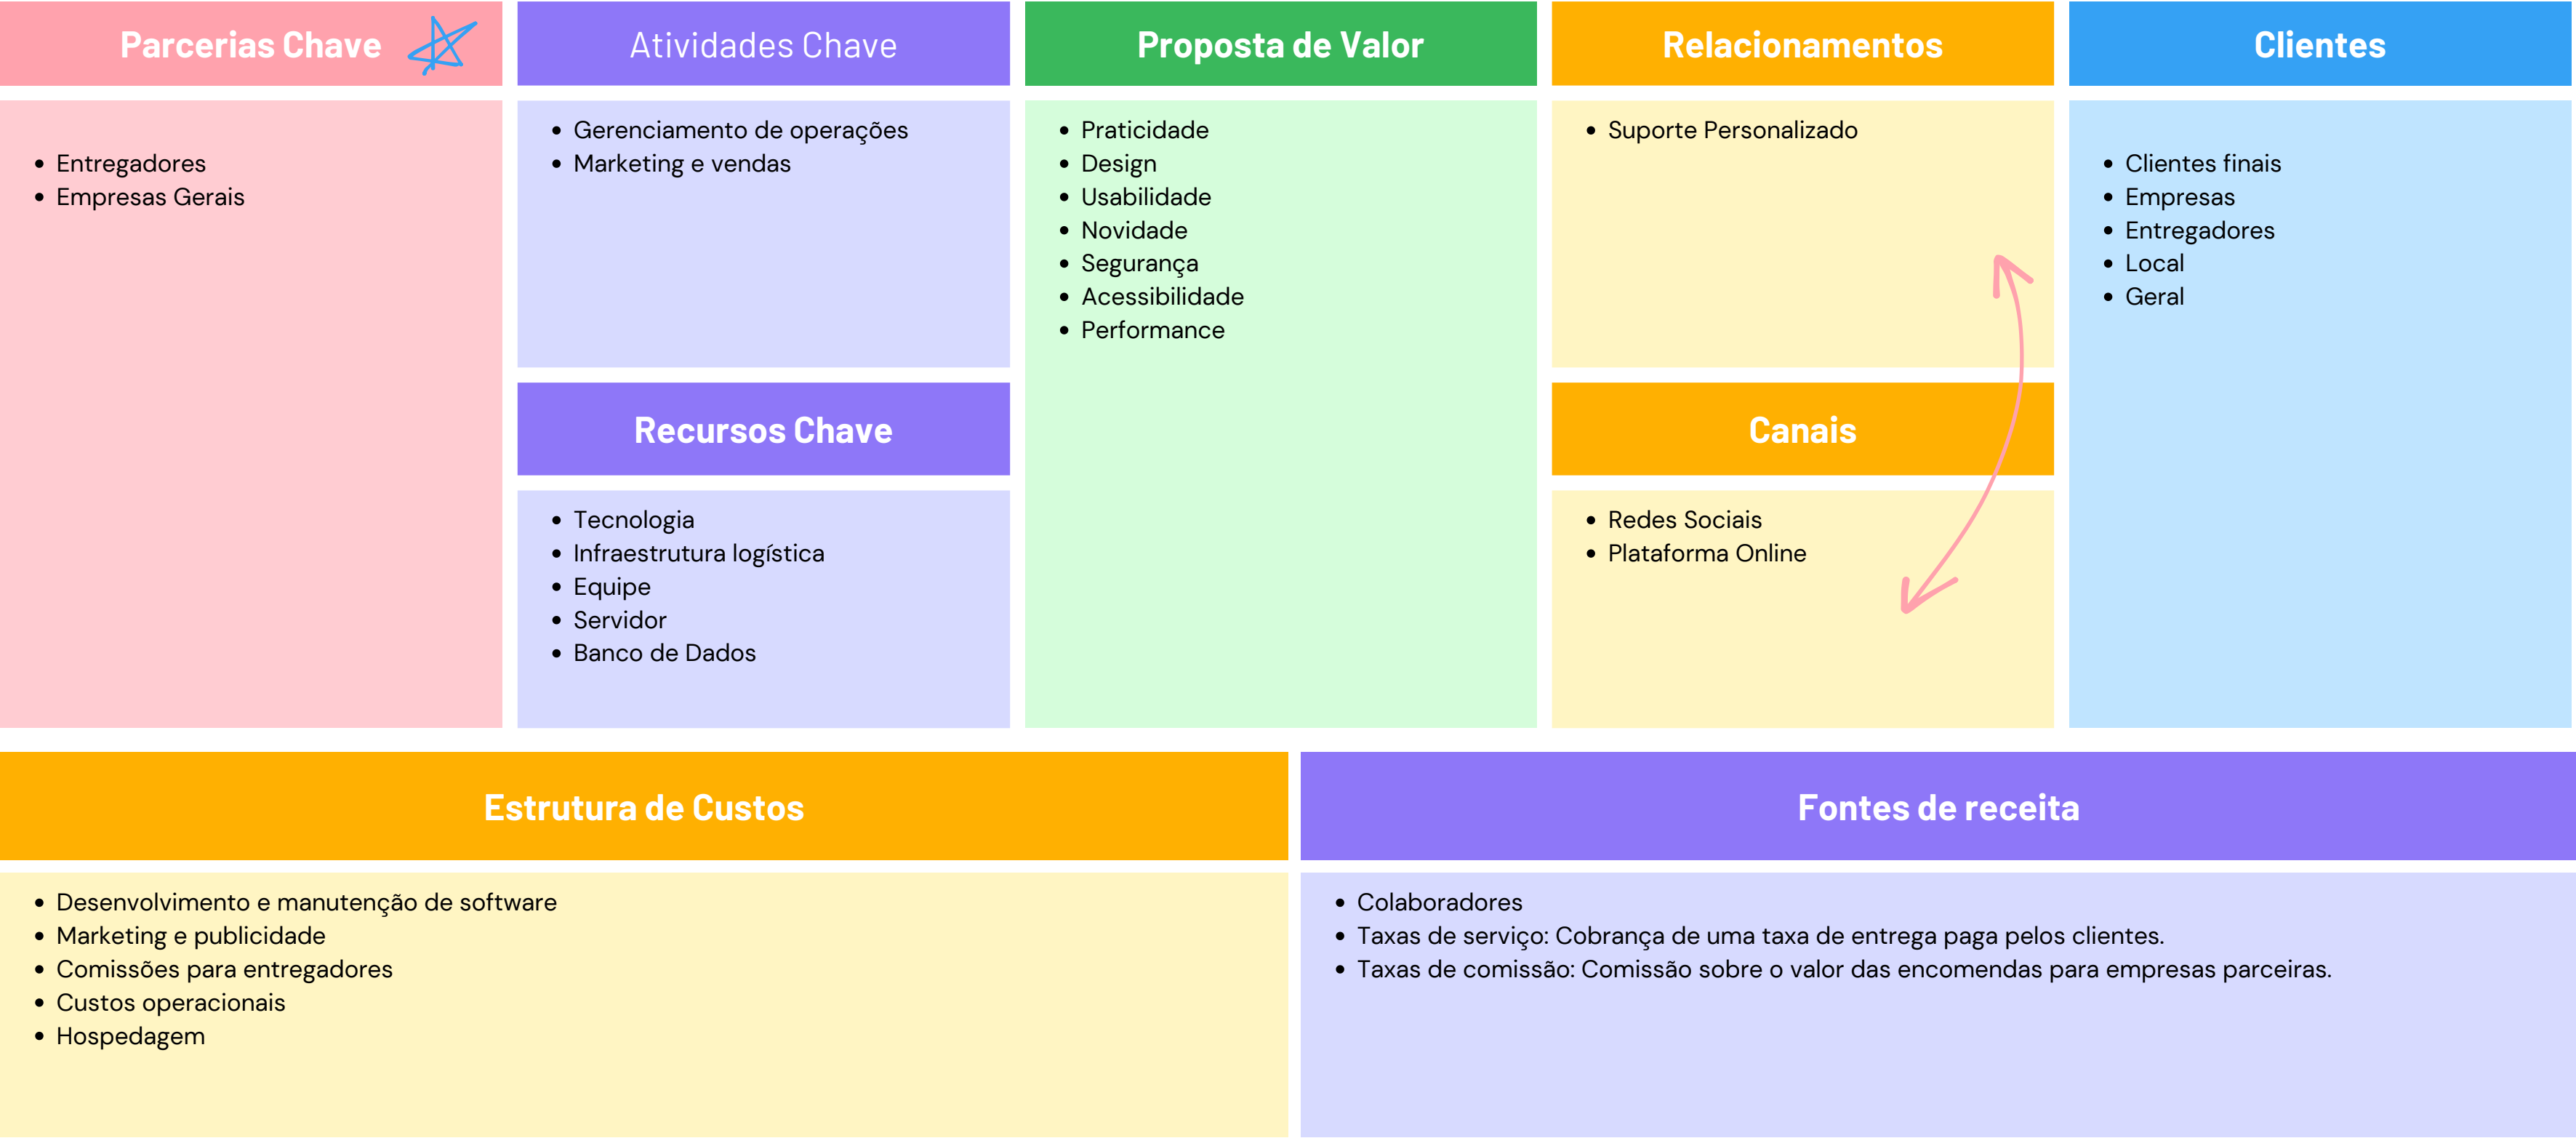 Parcerias Chave
Entregadores
Empresas Gerais
Atividades Chave
Gerenciamento de operações
Marketing e vendas
Recursos Chave
Tecnologia
Infraestrutura logística
Equipe
Servidor
Banco de Dados
Proposta de Valor
Praticidade
Design
Usabilidade
Novidade
Segurança
Acessibilidade
Performance
Relacionamentos
Suporte Personalizado
Canais
Redes Sociais
Plataforma Online
Clientes
Clientes finais
Empresas
Entregadores
Local
Geral
Estrutura de Custos
Desenvolvimento e manutenção de software
Marketing e publicidade
Comissões para entregadores
Custos operacionais
Hospedagem
Fontes de receita
Colaboradores
Taxas de serviço: Cobrança de uma taxa de entrega paga pelos clientes.
Taxas de comissão: Comissão sobre o valor das encomendas para empresas parceiras.